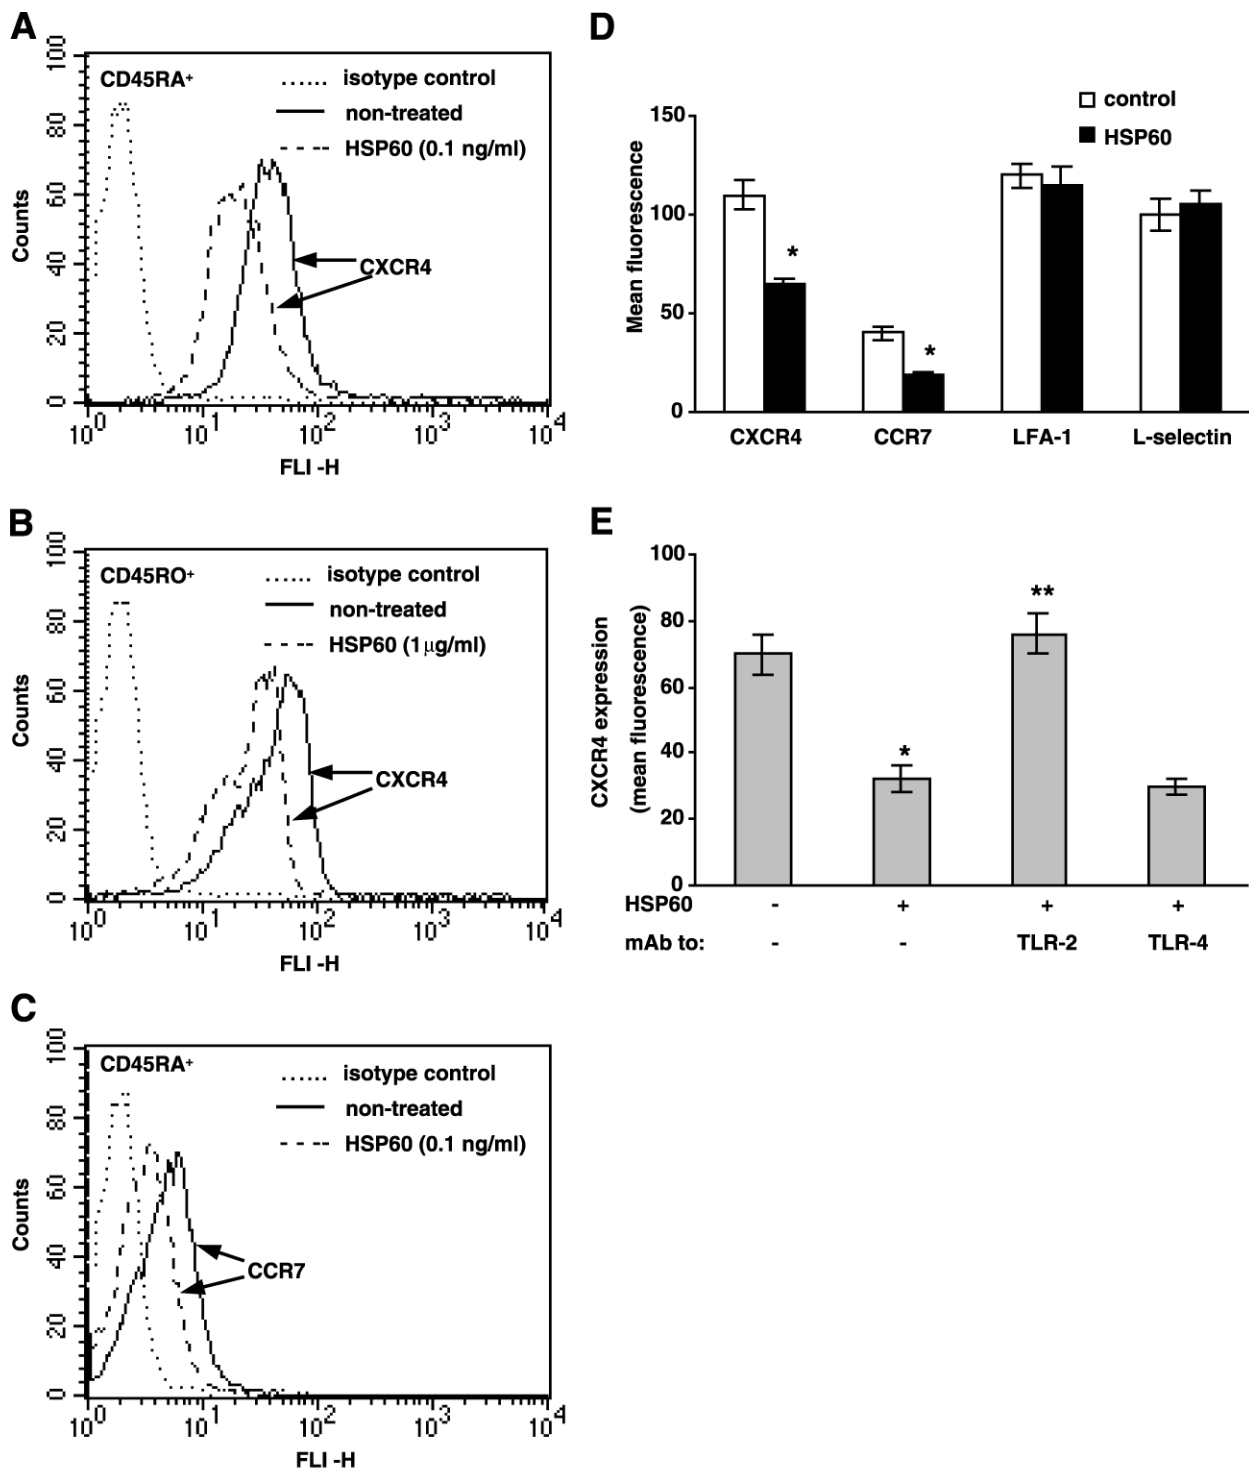 A
CD45RA+
isotype control
non-treated
HSP60 (0.1 ng/ml)
CXCR4
Counts
100
80
60
40
20
0
10^0 10^1 10^2 10^3 10^4
FLI -H
B
CD45RO+
isotype control
non-treated
HSP60 (1 µg/ml)
CXCR4
Counts
100
80
60
40
20
0
10^0 10^1 10^2 10^3 10^4
FLI -H
C
CD45RA+
isotype control
non-treated
HSP60 (0.1 ng/ml)
CCR7
Counts
100
80
60
40
20
0
10^0 10^1 10^2 10^3 10^4
FLI -H
D
control
HSP60
Mean fluorescence
150
100
50
0
*
*
CXCR4 CCR7 LFA-1 L-selectin
E
CXCR4 expression
(mean fluorescence)
100
80
60
40
20
0
*
**
HSP60 - + + +
mAb to: - - TLR-2 TLR-4